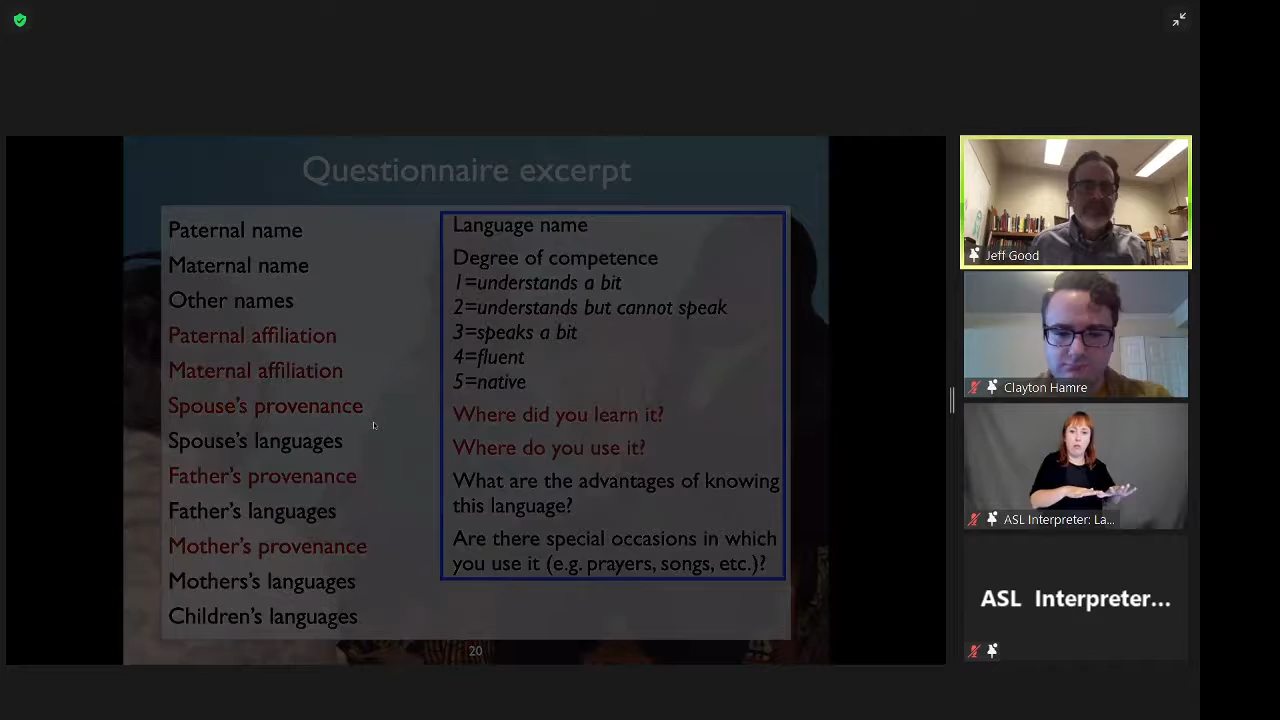 Questionnaire excerpt
Paternal name
Maternal name
Other names
Paternal affiliation
Maternal affiliation
Spouse's provenance
Spouse's languages
Father's provenance
Father's languages
Mother's provenance
Mothers's languages
Children's languages
Language name
Degree of competence
1=understands a bit
2=understands but cannot speak
3=speaks a bit
4=fluent
5=native
Where did you learn it?
Where do you use it?
What are the advantages of knowing
this language?
Are there special occasions in which
you use it (e.g. prayers, songs, etc.)?
20
Jeff Good
Clayton Hamre
ASL Interpreter: La...
ASL Interpreter...